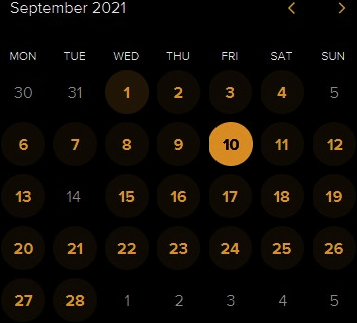 September 2021
MON TUE WED THU FRI SAT SUN
30 31 1 2 3 4 5
6 7 8 9 10 11 12
13 14 15 16 17 18 19
20 21 22 23 24 25 26
27 28 1 2 3 4 5